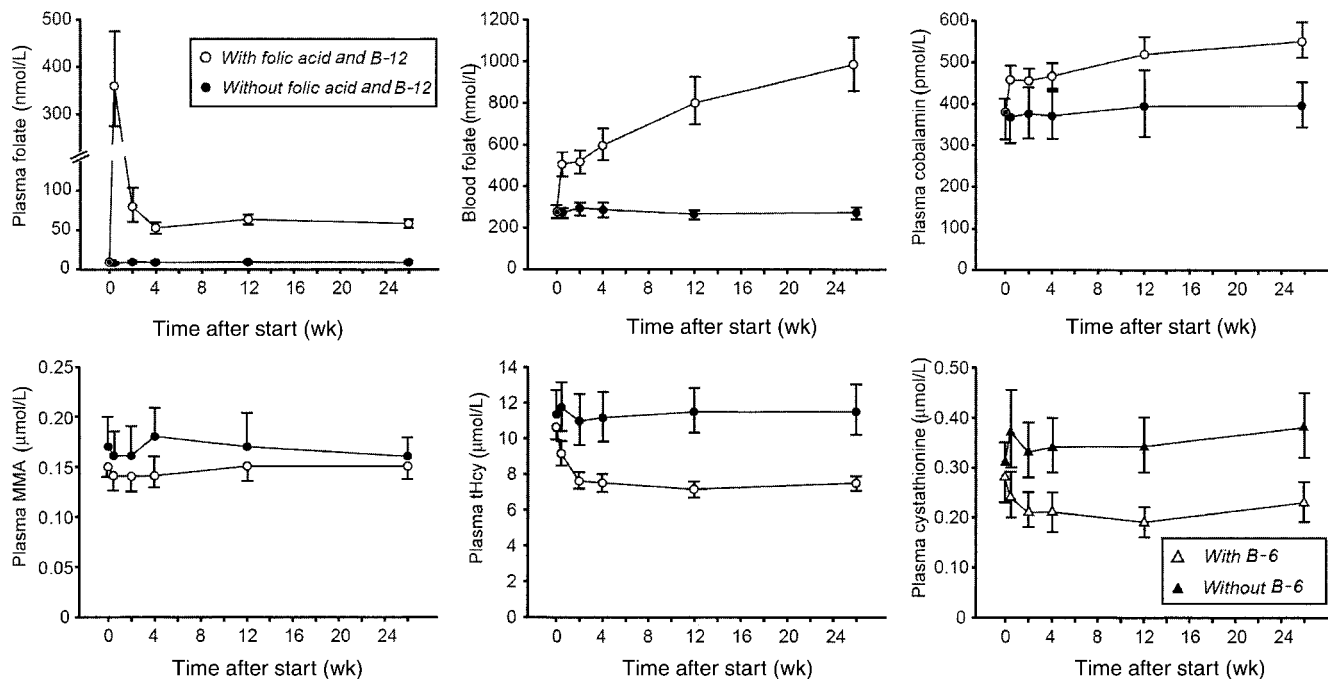 Plasma folate (nmol/L)
500
400
300
100
50
0
With folic acid and B-12
Without folic acid and B-12
0 4 8 12 16 20 24
Time after start (wk)
Blood folate (nmol/L)
1200
1000
800
600
400
200
0
0 4 8 12 16 20 24
Time after start (wk)
Plasma cobalamin (pmol/L)
600
500
400
300
200
100
0
0 4 8 12 16 20 24
Time after start (wk)
Plasma MMA (μmol/L)
0.25
0.20
0.15
0.10
0.05
0
0 4 8 12 16 20 24
Time after start (wk)
Plasma tHcy (μmol/L)
14
12
10
8
6
4
2
0
0 4 8 12 16 20 24
Time after start (wk)
Plasma cystathionine (μmol/L)
0.50
0.40
0.30
0.20
0.10
0
With B-6
Without B-6
0 4 8 12 16 20 24
Time after start (wk)